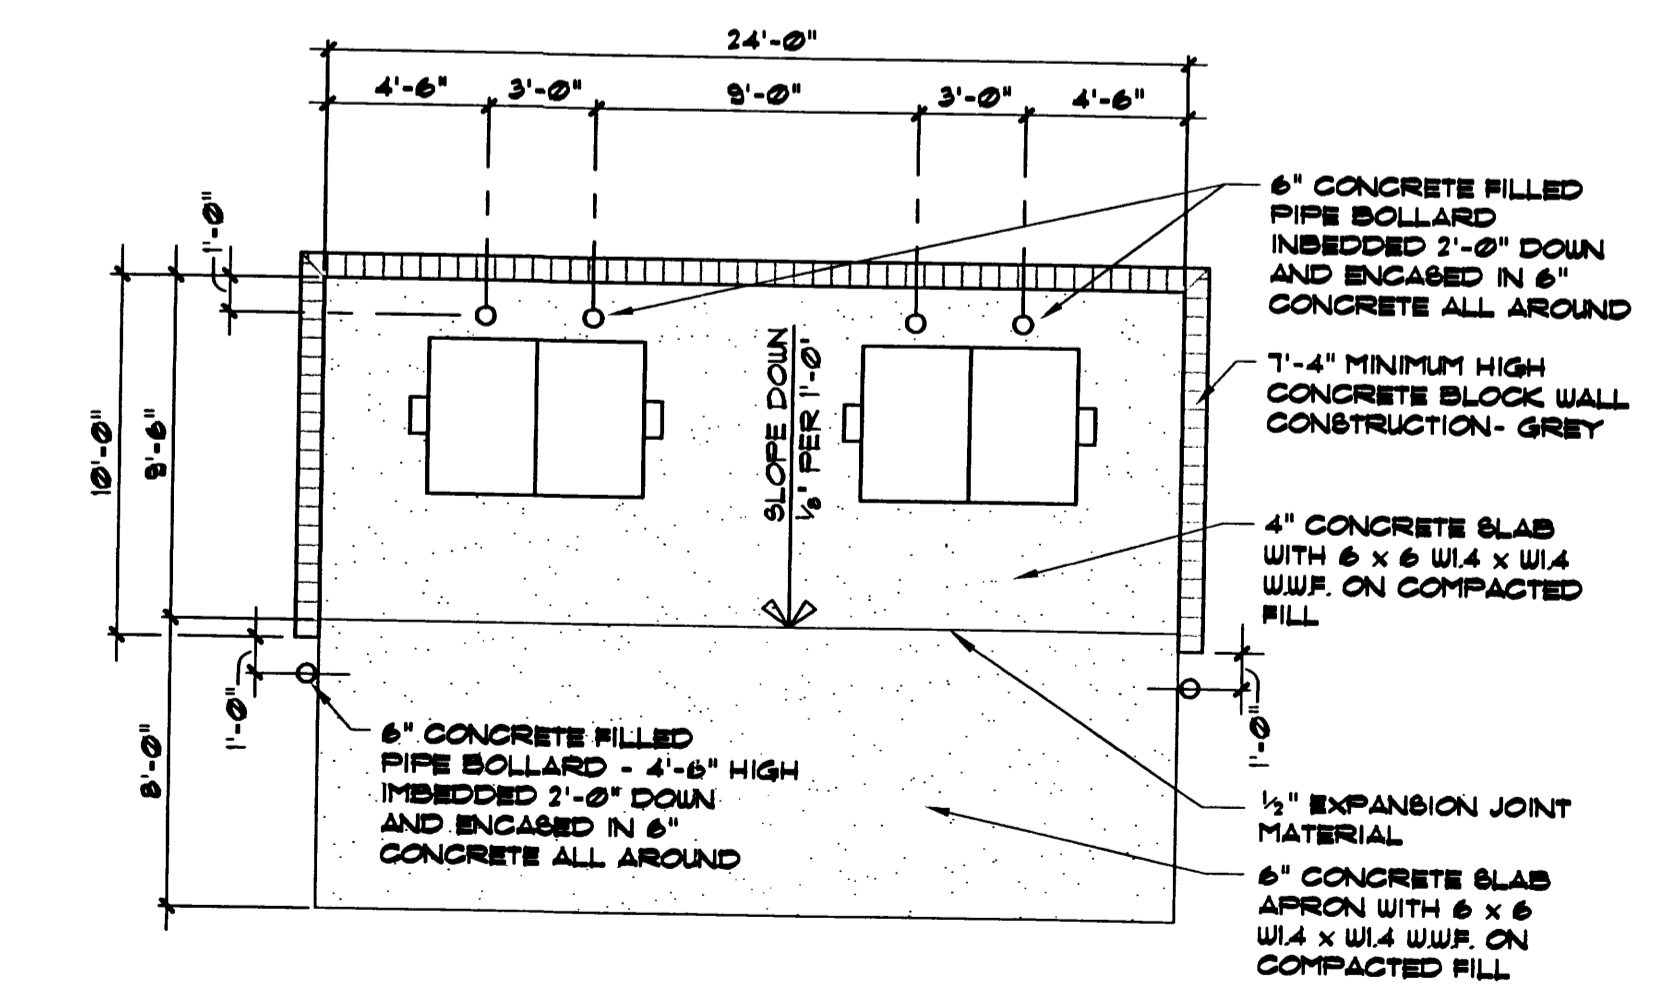 24'-0"
4'-6" 3'-0" 9'-0" 3'-0" 4'-6"
1'-0"
10'-0"
9'-6"
8'-0"
1'-0"
1'-0"
SLOPE DOWN
1/8' PER 1'-0'
6" CONCRETE FILLED
PIPE BOLLARD
INBEDDED 2'-0" DOWN
AND ENCASED IN 6"
CONCRETE ALL AROUND
7'-4" MINIMUM HIGH
CONCRETE BLOCK WALL
CONSTRUCTION- GREY
4" CONCRETE SLAB
WITH 6 x 6 W1.4 x W1.4
W.W.F. ON COMPACTED
FILL
6" CONCRETE FILLED
PIPE BOLLARD - 4'-6" HIGH
IMBEDDED 2'-0" DOWN
AND ENCASED IN 6"
CONCRETE ALL AROUND
1/2" EXPANSION JOINT
MATERIAL
6" CONCRETE SLAB
APRON WITH 6 x 6
W1.4 x W1.4 W.W.F. ON
COMPACTED FILL